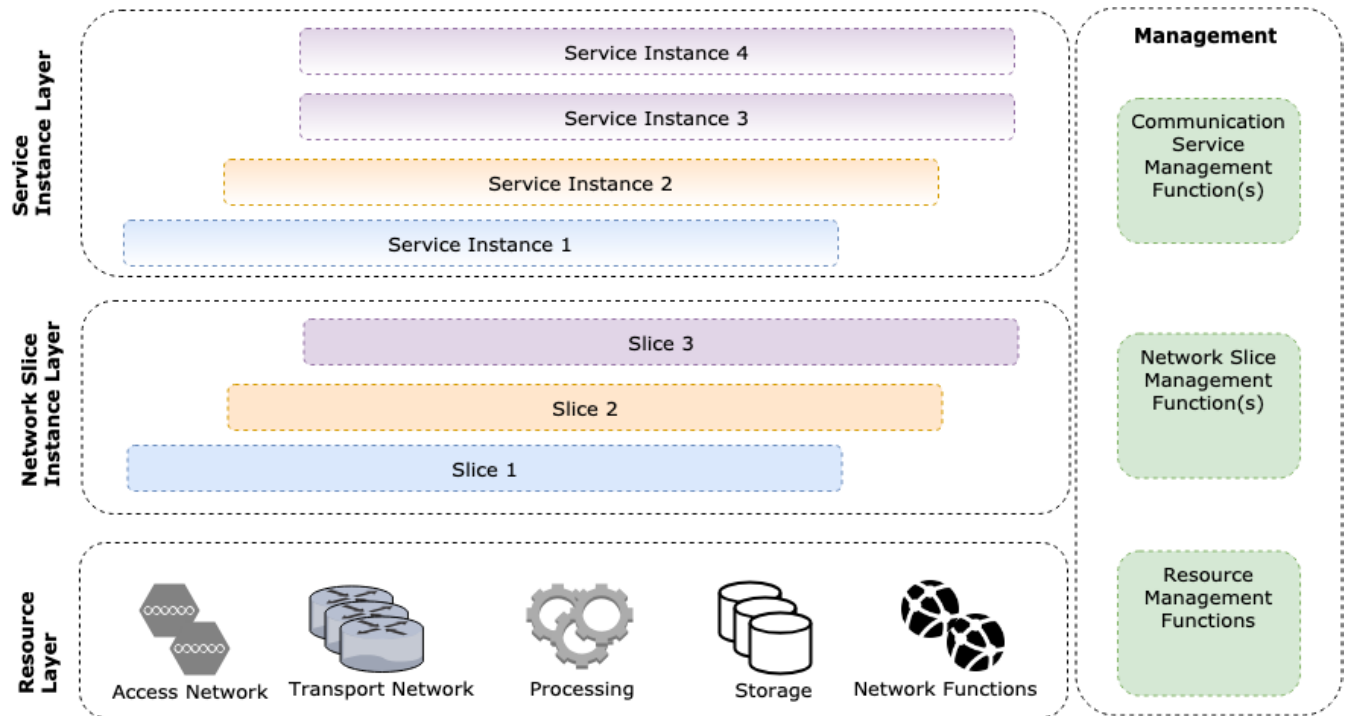 Service
Instance Layer
Service Instance 4
Service Instance 3
Service Instance 2
Service Instance 1
Network Slice
Instance Layer
Slice 3
Slice 2
Slice 1
Resource
Layer
Access Network
Transport Network
Processing
Storage
Network Functions
Management
Communication
Service
Management
Function(s)
Network Slice
Management
Function(s)
Resource
Management
Functions